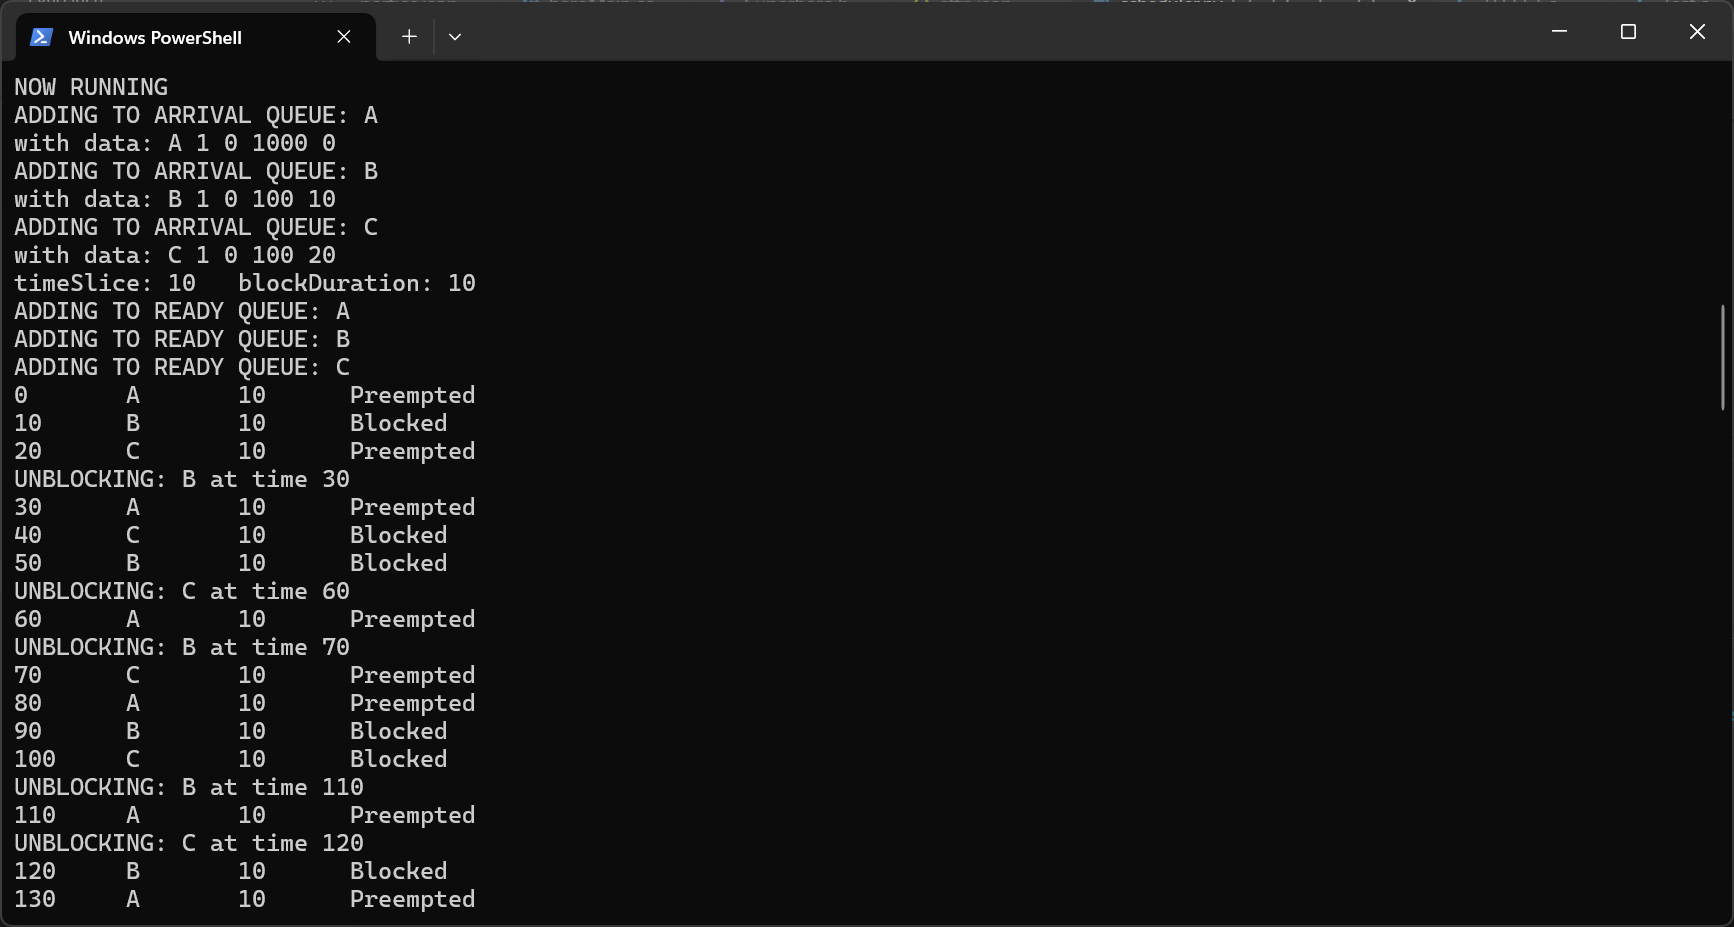 Windows PowerShell
NOW RUNNING
ADDING TO ARRIVAL QUEUE: A
with data: A 1 0 1000 0
ADDING TO ARRIVAL QUEUE: B
with data: B 1 0 100 10
ADDING TO ARRIVAL QUEUE: C
with data: C 1 0 100 20
timeSlice: 10   blockDuration: 10
ADDING TO READY QUEUE: A
ADDING TO READY QUEUE: B
ADDING TO READY QUEUE: C
0       A       10      Preempted
10      B       10      Blocked
20      C       10      Preempted
UNBLOCKING: B at time 30
30      A       10      Preempted
40      C       10      Blocked
50      B       10      Blocked
UNBLOCKING: C at time 60
60      A       10      Preempted
UNBLOCKING: B at time 70
70      C       10      Preempted
80      A       10      Preempted
90      B       10      Blocked
100     C       10      Blocked
UNBLOCKING: B at time 110
110     A       10      Preempted
UNBLOCKING: C at time 120
120     B       10      Blocked
130     A       10      Preempted